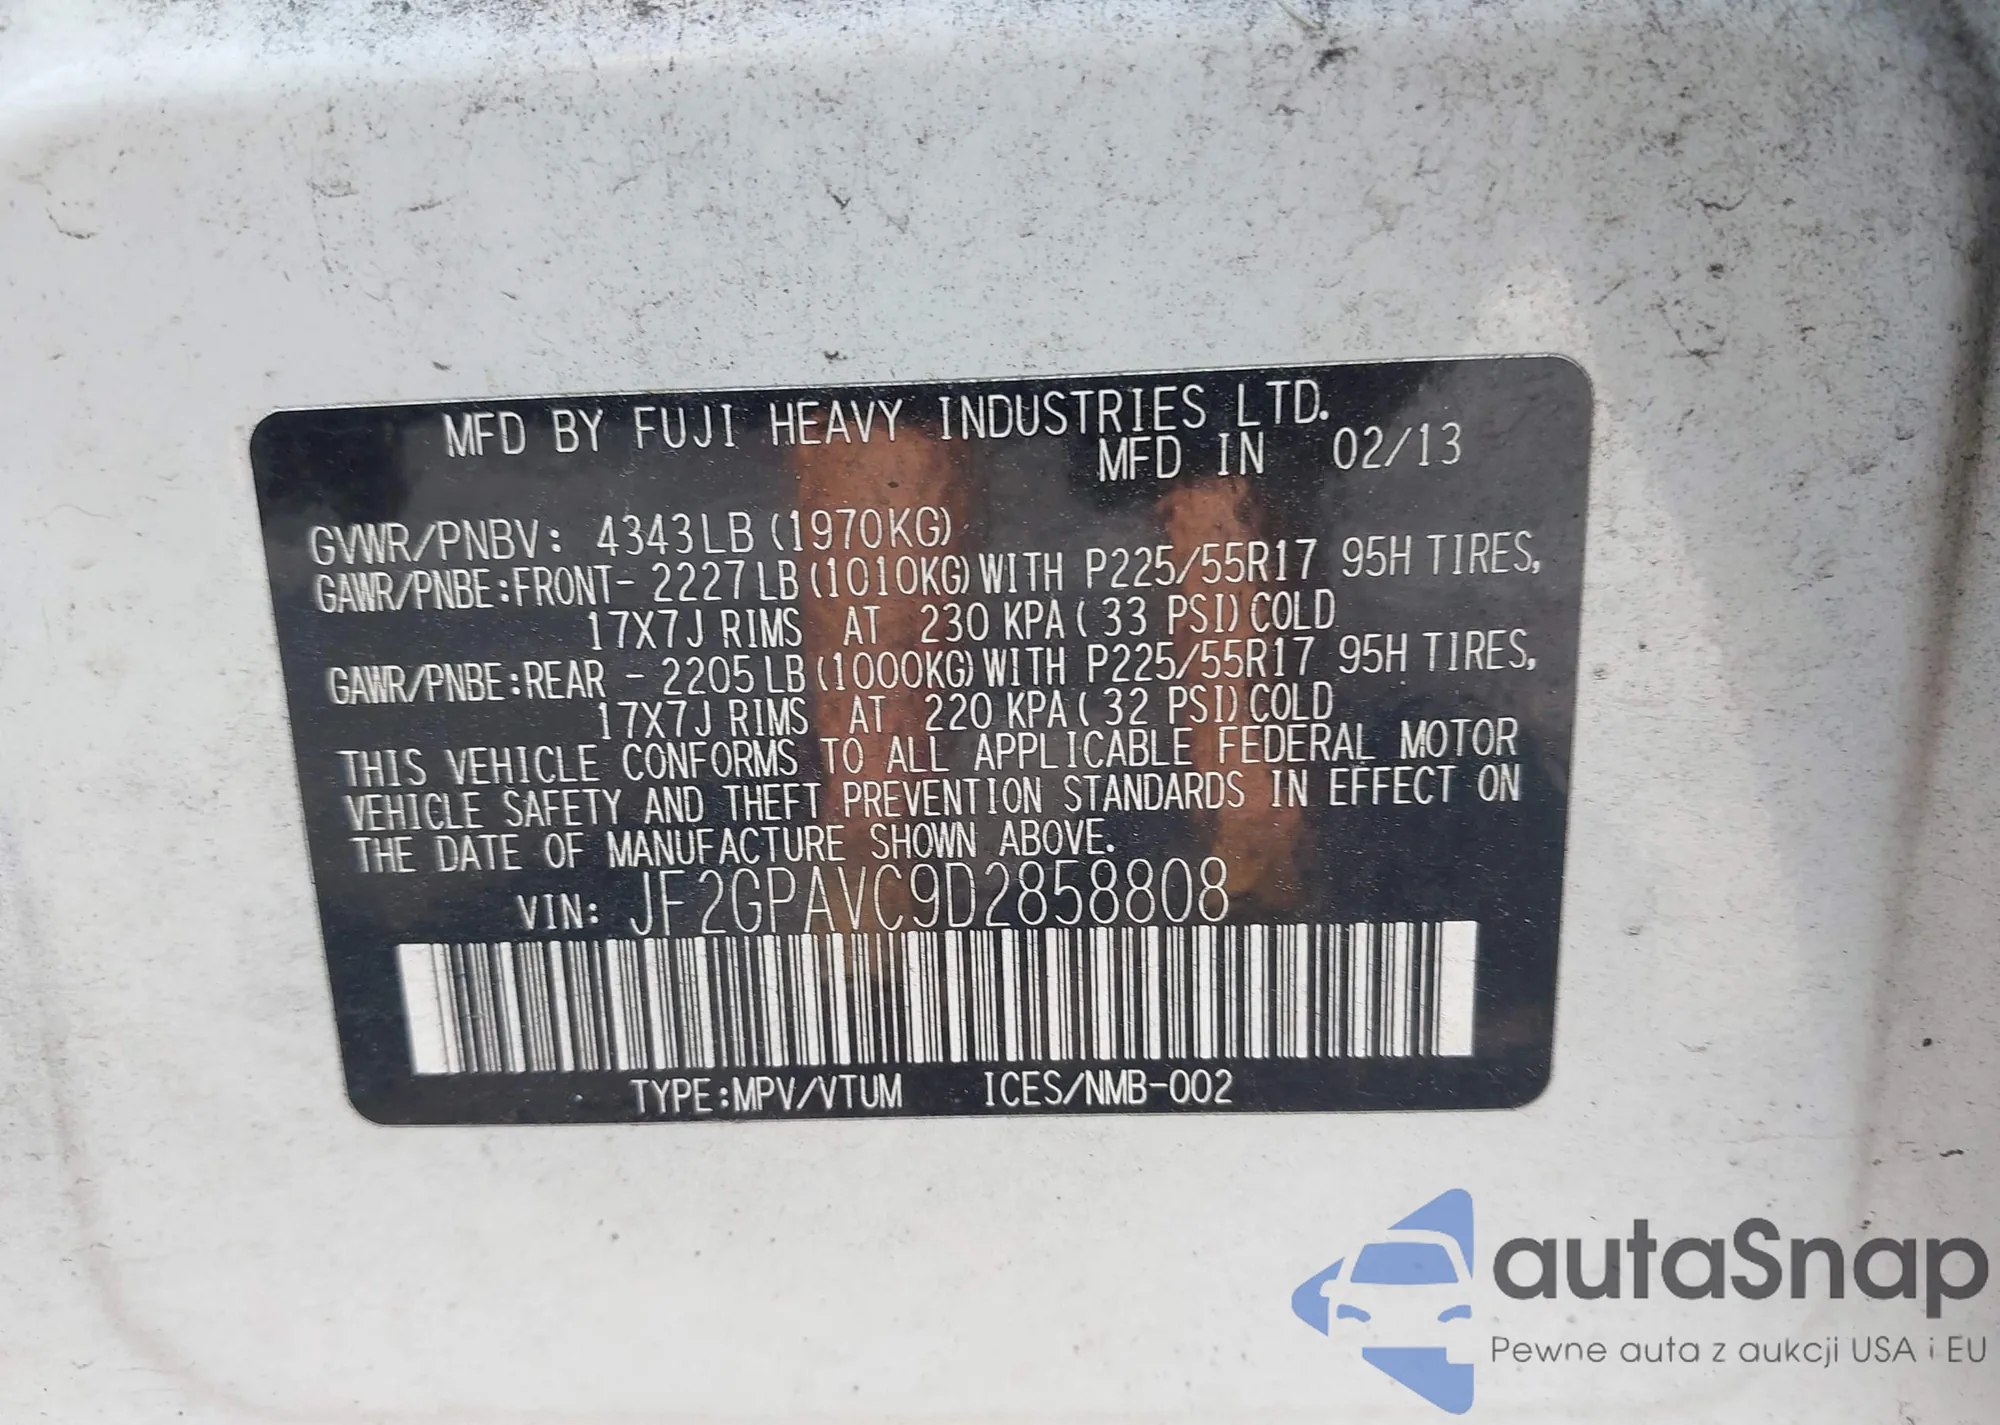 MFD BY FUJI HEAVY INDUSTRIES LTD.
MFD IN 02/13
GVWR/PNBV: 4343LB (1970KG)
GAWR/PNBE:FRONT- 2227LB (1010KG) WITH P225/55R17 95H TIRES,
17X7J RIMS AT 230 KPA ( 33 PSI) COLD
GAWR/PNBE:REAR - 2205LB (1000KG) WITH P225/55R17 95H TIRES,
17X7J RIMS AT 220 KPA ( 32 PSI) COLD
THIS VEHICLE CONFORMS TO ALL APPLICABLE FEDERAL MOTOR
VEHICLE SAFETY AND THEFT PREVENTION STANDARDS IN EFFECT ON
THE DATE OF MANUFACTURE SHOWN ABOVE.
VIN: JF2GPAVC9D2858808
TYPE:MPV/VTUM ICES/NMB-002
autaSnap
Pewne auta z aukcji USA i EU